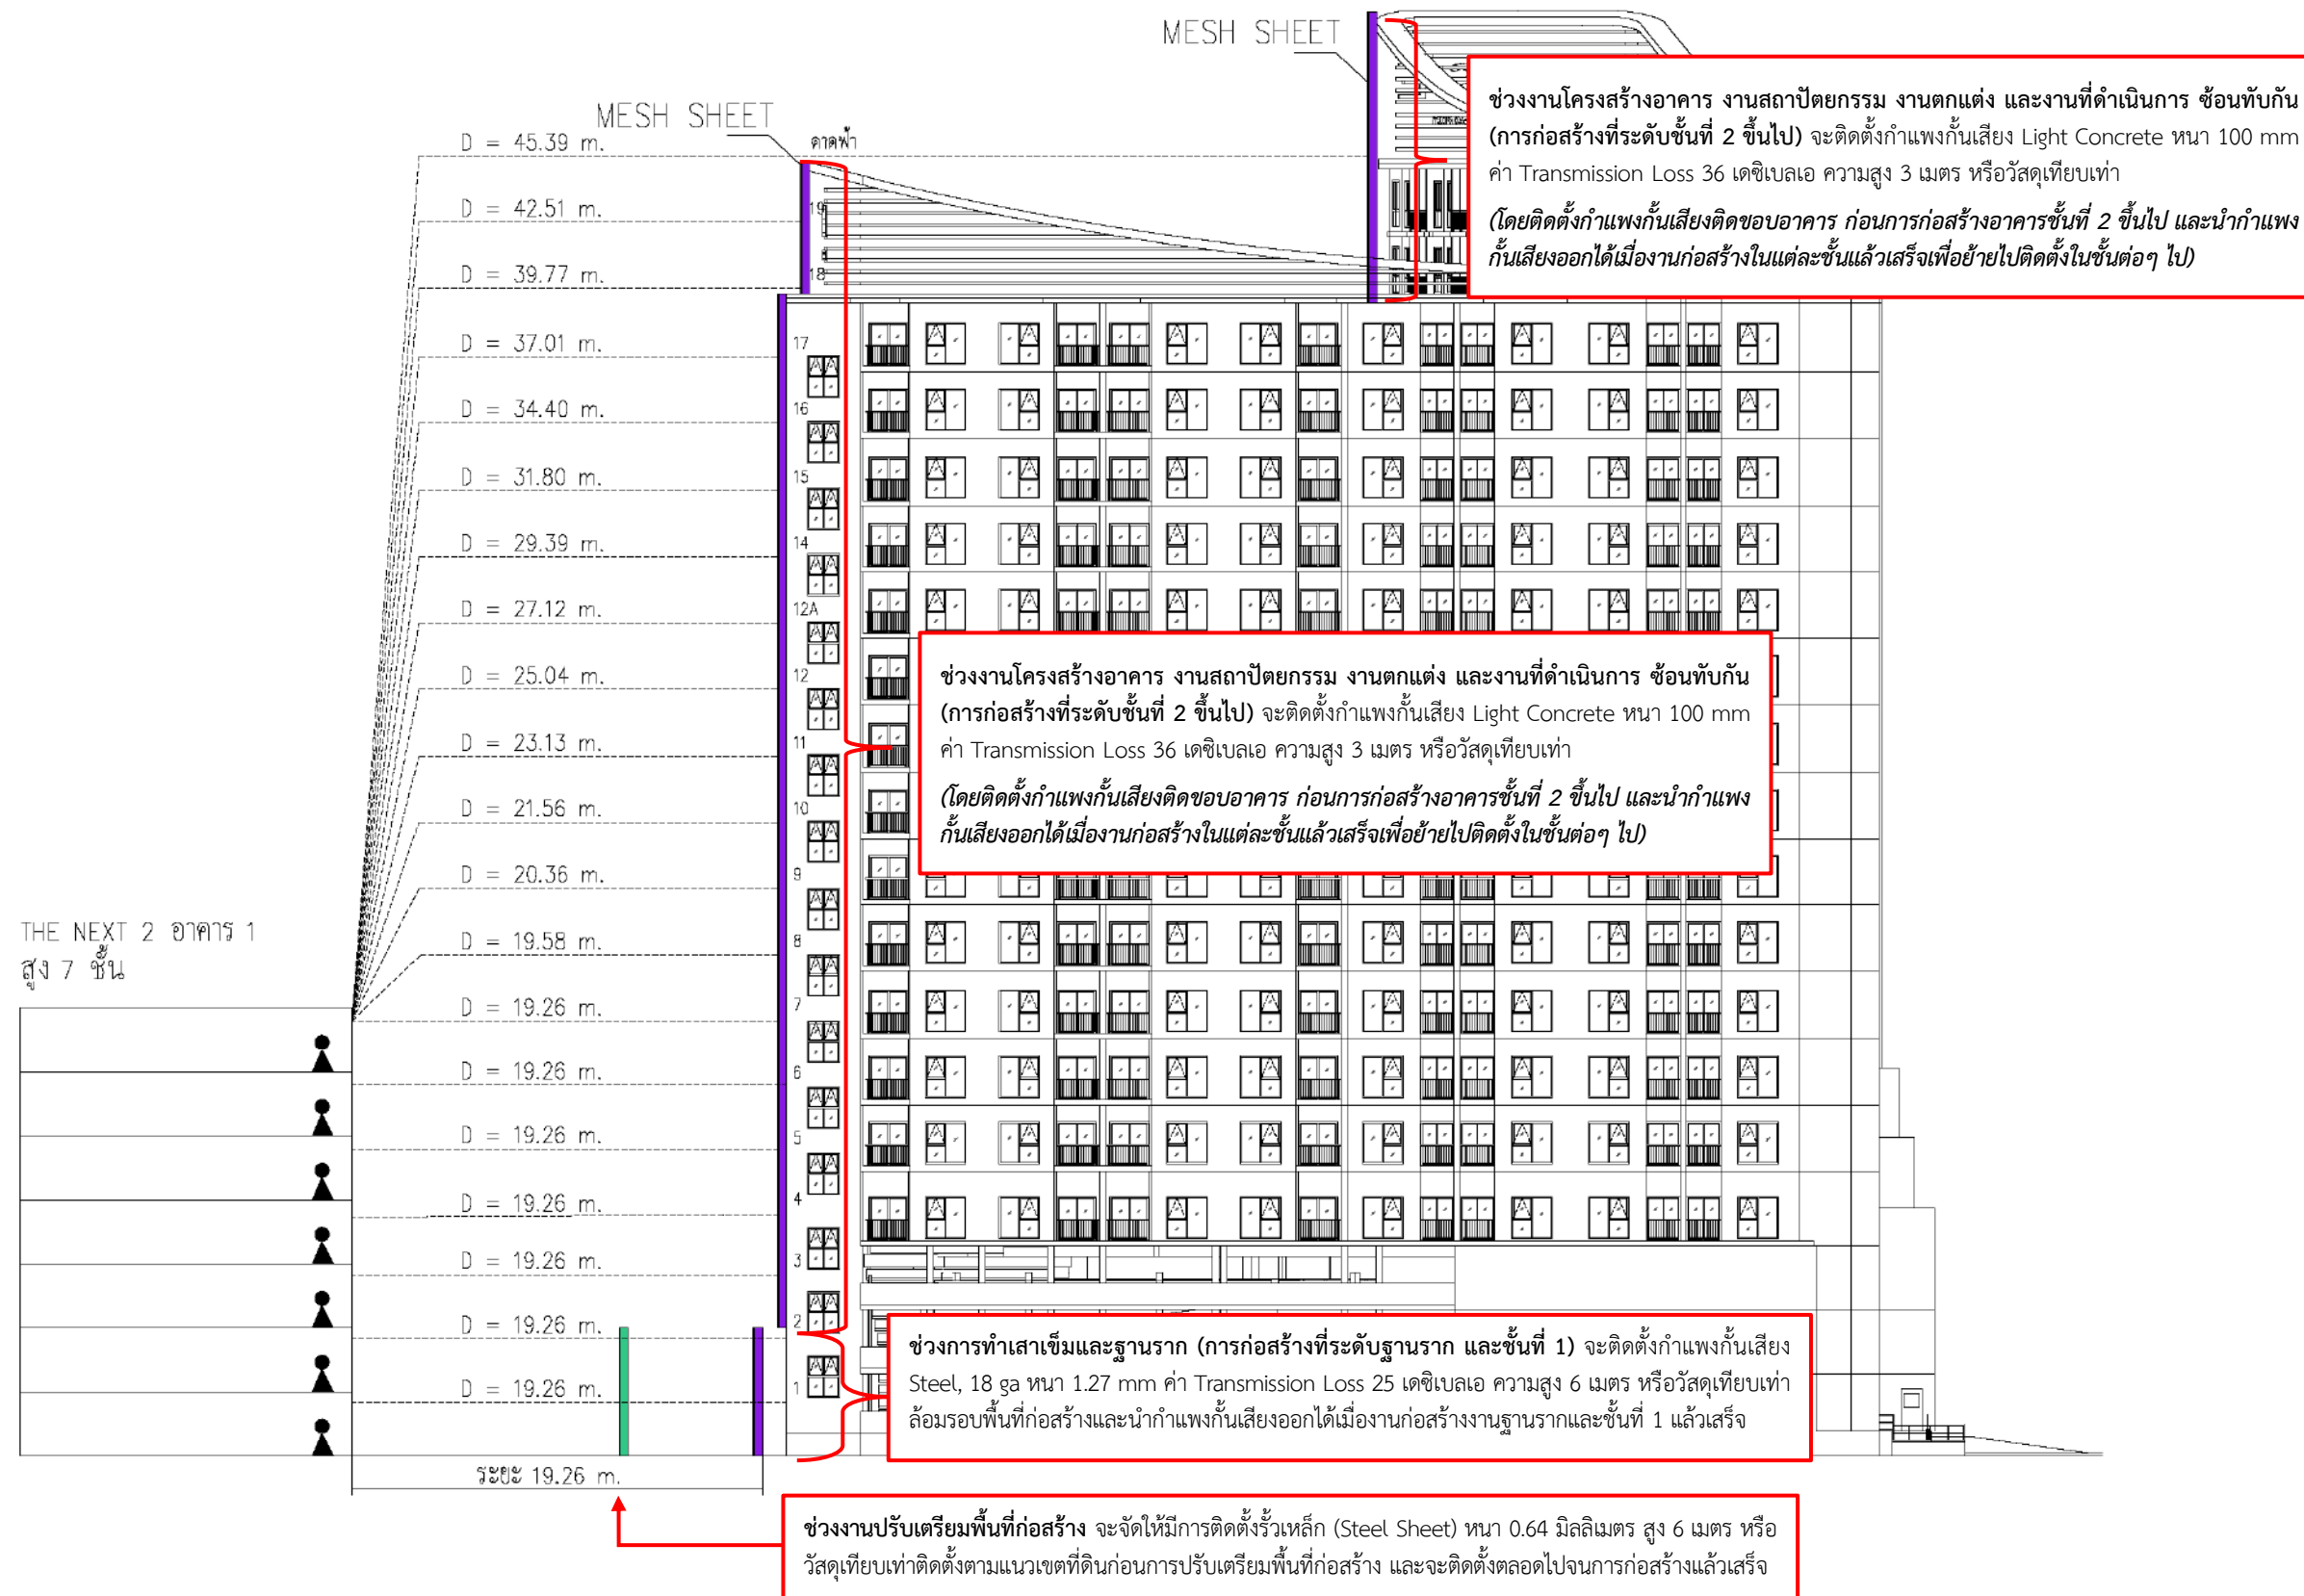 MESH SHEET
ช่วงงานโครงสร้างอาคาร งานสถาปัตยกรรม งานตกแต่ง และงานที่ดำเนินการ ซ้อนทับกัน
(การก่อสร้างที่ระดับชั้นที่ 2 ขึ้นไป) จะติดตั้งกำแพงกั้นเสียง Light Concrete หนา 100 mm
ค่า Transmission Loss 36 เดซิเบลเอ ความสูง 3 เมตร หรือวัสดุเทียบเท่า
(โดยติดตั้งกำแพงกั้นเสียงติดขอบอาคาร ก่อนการก่อสร้างอาคารชั้นที่ 2 ขึ้นไป และนำกำแพง
กั้นเสียงออกได้เมื่องานก่อสร้างในแต่ละชั้นแล้วเสร็จเพื่อย้ายไปติดตั้งในชั้นต่อๆ ไป)
MESH SHEET
ดาดฟ้า
D = 45.39 m.
D = 42.51 m.
19
D = 39.77 m.
18
D = 37.01 m.
17
D = 34.40 m.
16
D = 31.80 m.
15
D = 29.39 m.
14
D = 27.12 m.
12A
D = 25.04 m.
12
D = 23.13 m.
11
D = 21.56 m.
10
D = 20.36 m.
9
D = 19.58 m.
8
D = 19.26 m.
7
D = 19.26 m.
6
D = 19.26 m.
5
D = 19.26 m.
4
D = 19.26 m.
3
D = 19.26 m.
2
D = 19.26 m.
1
ช่วงงานโครงสร้างอาคาร งานสถาปัตยกรรม งานตกแต่ง และงานที่ดำเนินการ ซ้อนทับกัน
(การก่อสร้างที่ระดับชั้นที่ 2 ขึ้นไป) จะติดตั้งกำแพงกั้นเสียง Light Concrete หนา 100 mm
ค่า Transmission Loss 36 เดซิเบลเอ ความสูง 3 เมตร หรือวัสดุเทียบเท่า
(โดยติดตั้งกำแพงกั้นเสียงติดขอบอาคาร ก่อนการก่อสร้างอาคารชั้นที่ 2 ขึ้นไป และนำกำแพง
กั้นเสียงออกได้เมื่องานก่อสร้างในแต่ละชั้นแล้วเสร็จเพื่อย้ายไปติดตั้งในชั้นต่อๆ ไป)
THE NEXT 2 อาคาร 1
สูง 7 ชั้น
ช่วงการทำเสาเข็มและฐานราก (การก่อสร้างที่ระดับฐานราก และชั้นที่ 1) จะติดตั้งกำแพงกั้นเสียง
Steel, 18 ga หนา 1.27 mm ค่า Transmission Loss 25 เดซิเบลเอ ความสูง 6 เมตร หรือวัสดุเทียบเท่า
ล้อมรอบพื้นที่ก่อสร้างและนำกำแพงกั้นเสียงออกได้เมื่องานก่อสร้างงานฐานรากและชั้นที่ 1 แล้วเสร็จ
ระยะ 19.26 m.
ช่วงงานปรับเตรียมพื้นที่ก่อสร้าง จะจัดให้มีการติดตั้งรั้วเหล็ก (Steel Sheet) หนา 0.64 มิลลิเมตร สูง 6 เมตร หรือ
วัสดุเทียบเท่าติดตั้งตามแนวเขตที่ดินก่อนการปรับเตรียมพื้นที่ก่อสร้าง และจะติดตั้งตลอดไปจนการก่อสร้างแล้วเสร็จ